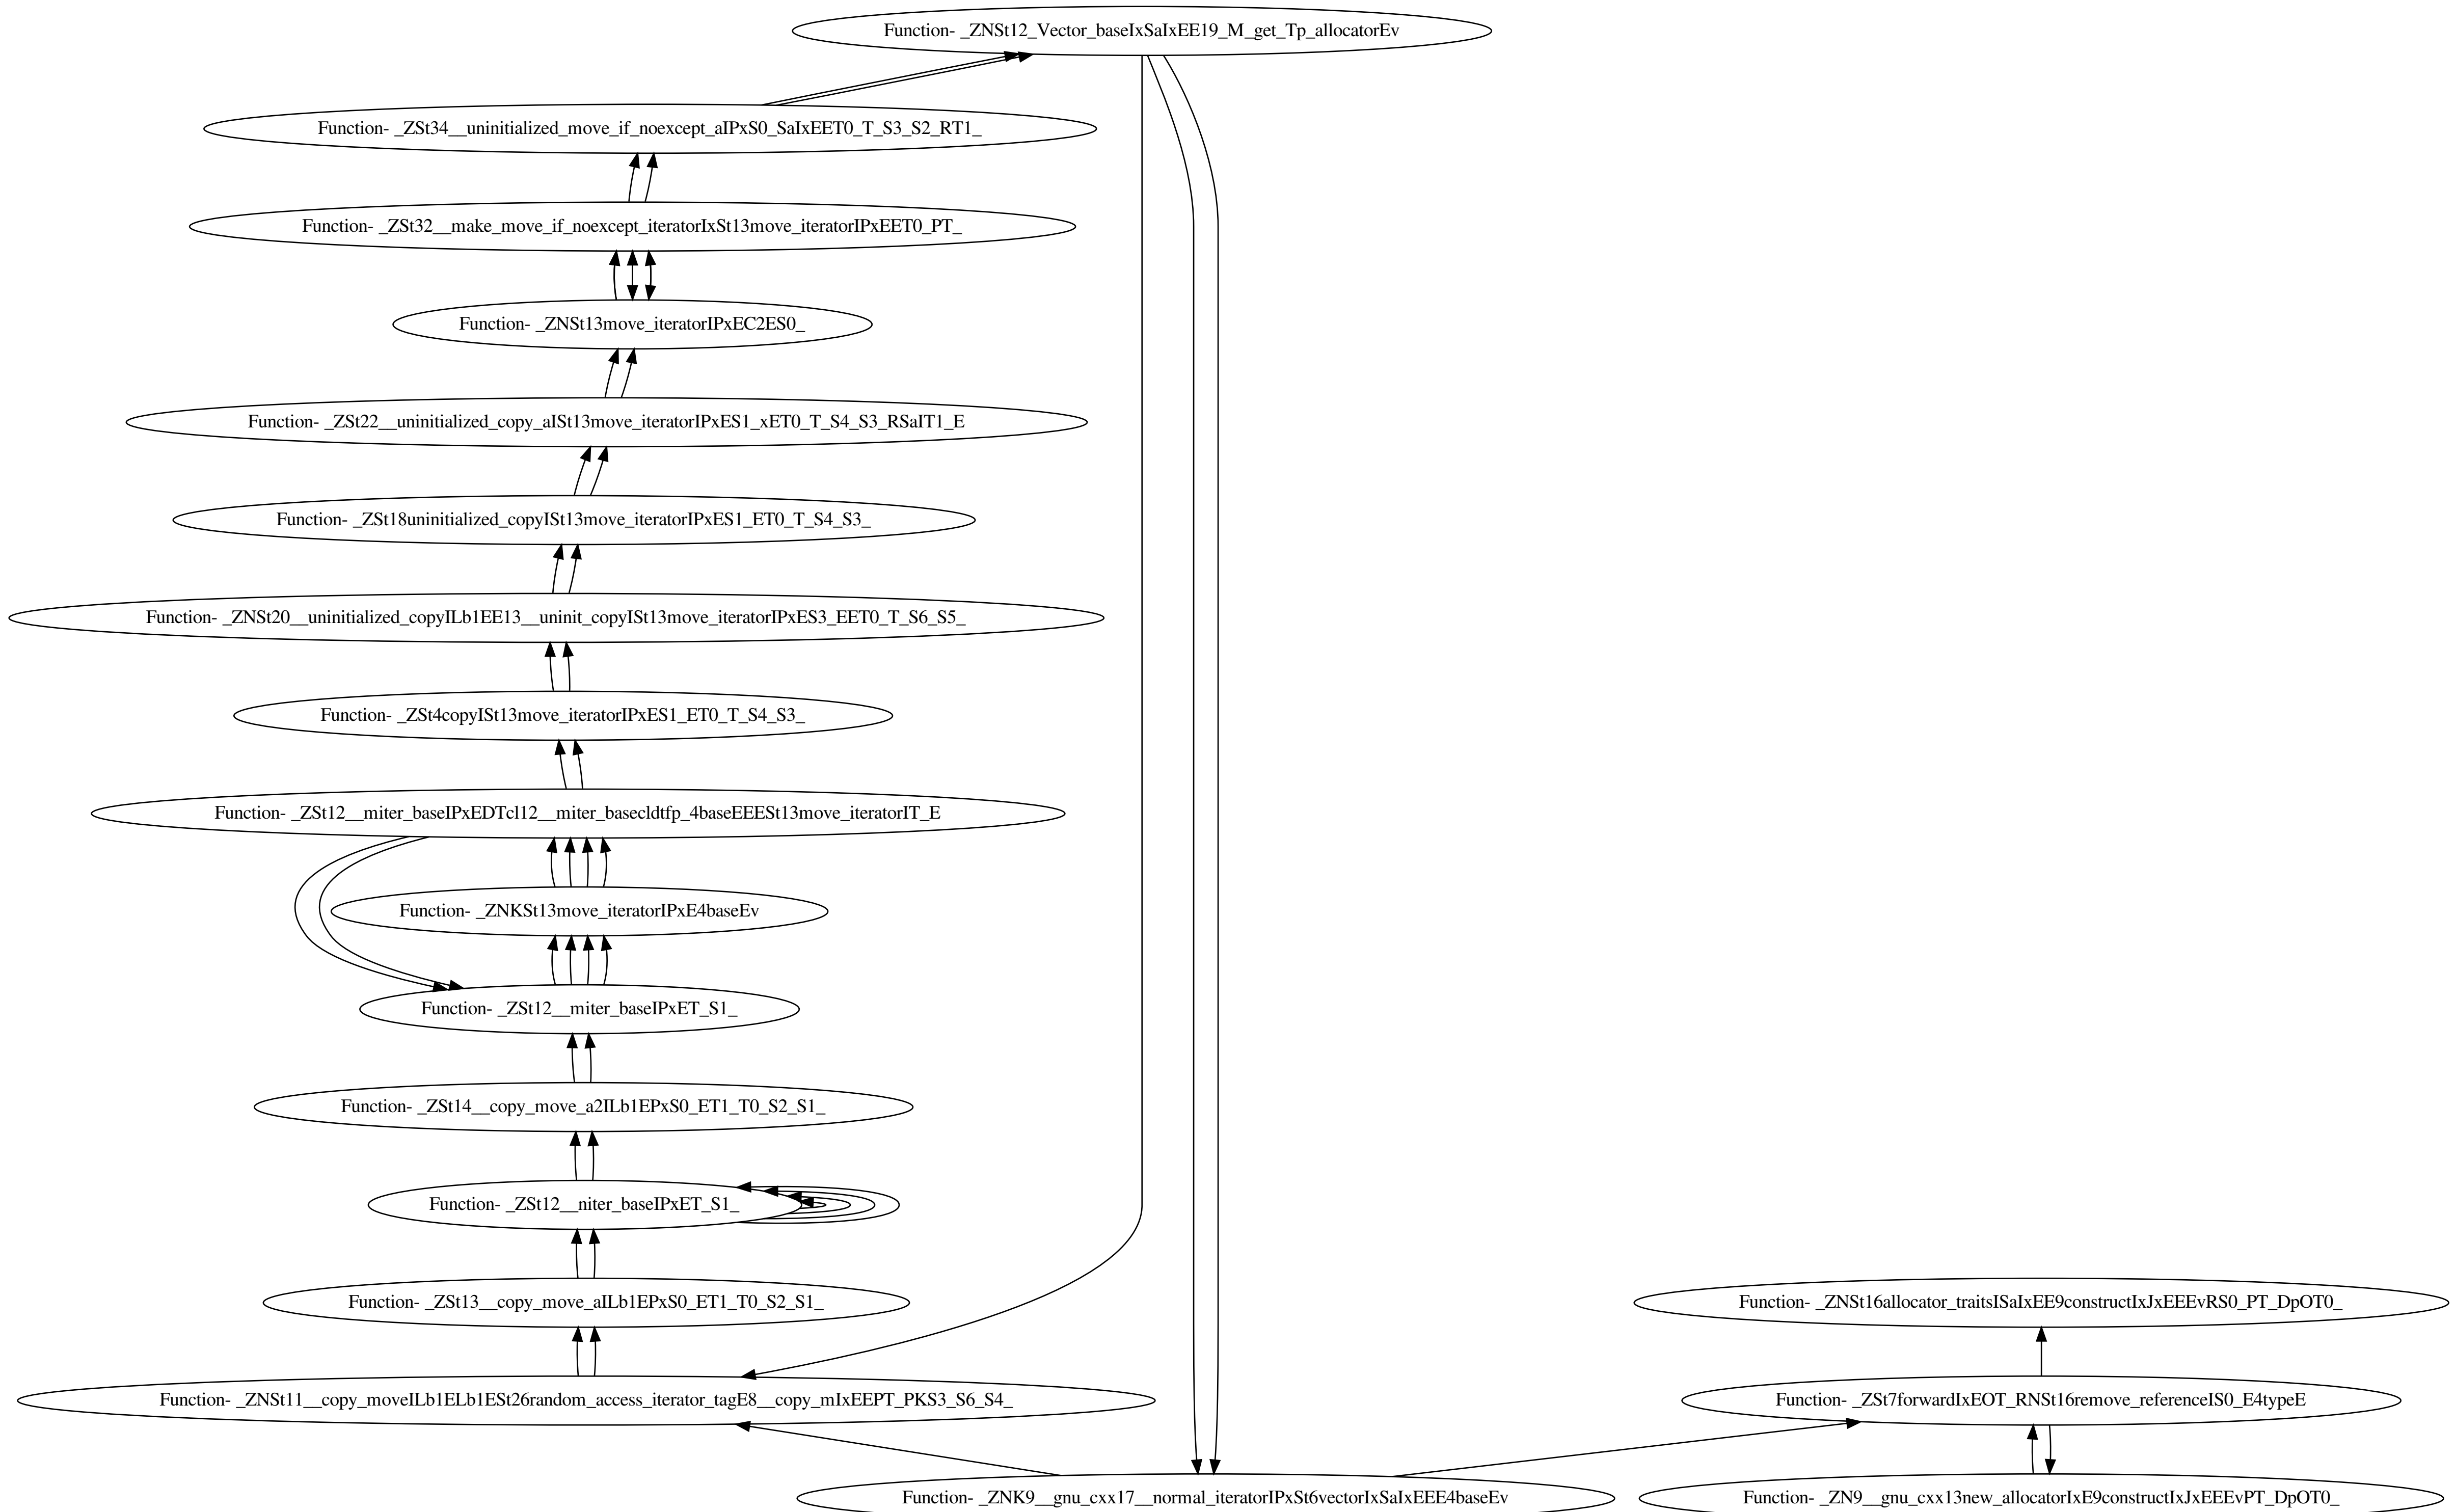 Function- _ZNSt12_Vector_baseIxSaIxEE19_M_get_Tp_allocatorEv
Function- _ZSt34__uninitialized_move_if_noexcept_aIPxS0_SaIxEET0_T_S3_S2_RT1_
Function- _ZSt32__make_move_if_noexcept_iteratorIxSt13move_iteratorIPxEET0_PT_
Function- _ZNSt13move_iteratorIPxEC2ES0_
Function- _ZSt22__uninitialized_copy_aISt13move_iteratorIPxES1_xET0_T_S4_S3_RSaIT1_E
Function- _ZSt18uninitialized_copyISt13move_iteratorIPxES1_ET0_T_S4_S3_
Function- _ZNSt20__uninitialized_copyILb1EE13__uninit_copyISt13move_iteratorIPxES3_EET0_T_S6_S5_
Function- _ZSt4copyISt13move_iteratorIPxES1_ET0_T_S4_S3_
Function- _ZSt12__miter_baseIPxEDTcl12__miter_basecldtfp_4baseEEESt13move_iteratorIT_E
Function- _ZNKSt13move_iteratorIPxE4baseEv
Function- _ZSt12__miter_baseIPxET_S1_
Function- _ZSt14__copy_move_a2ILb1EPxS0_ET1_T0_S2_S1_
Function- _ZSt12__niter_baseIPxET_S1_
Function- _ZSt13__copy_move_aILb1EPxS0_ET1_T0_S2_S1_
Function- _ZNSt16allocator_traitsISaIxEE9constructIxJxEEEvRS0_PT_DpOT0_
Function- _ZNSt11__copy_moveILb1ELb1ESt26random_access_iterator_tagE8__copy_mIxEEPT_PKS3_S6_S4_
Function- _ZSt7forwardIxEOT_RNSt16remove_referenceIS0_E4typeE
Function- _ZNK9__gnu_cxx17__normal_iteratorIPxSt6vectorIxSaIxEEE4baseEv
Function- _ZN9__gnu_cxx13new_allocatorIxE9constructIxJxEEEvPT_DpOT0_